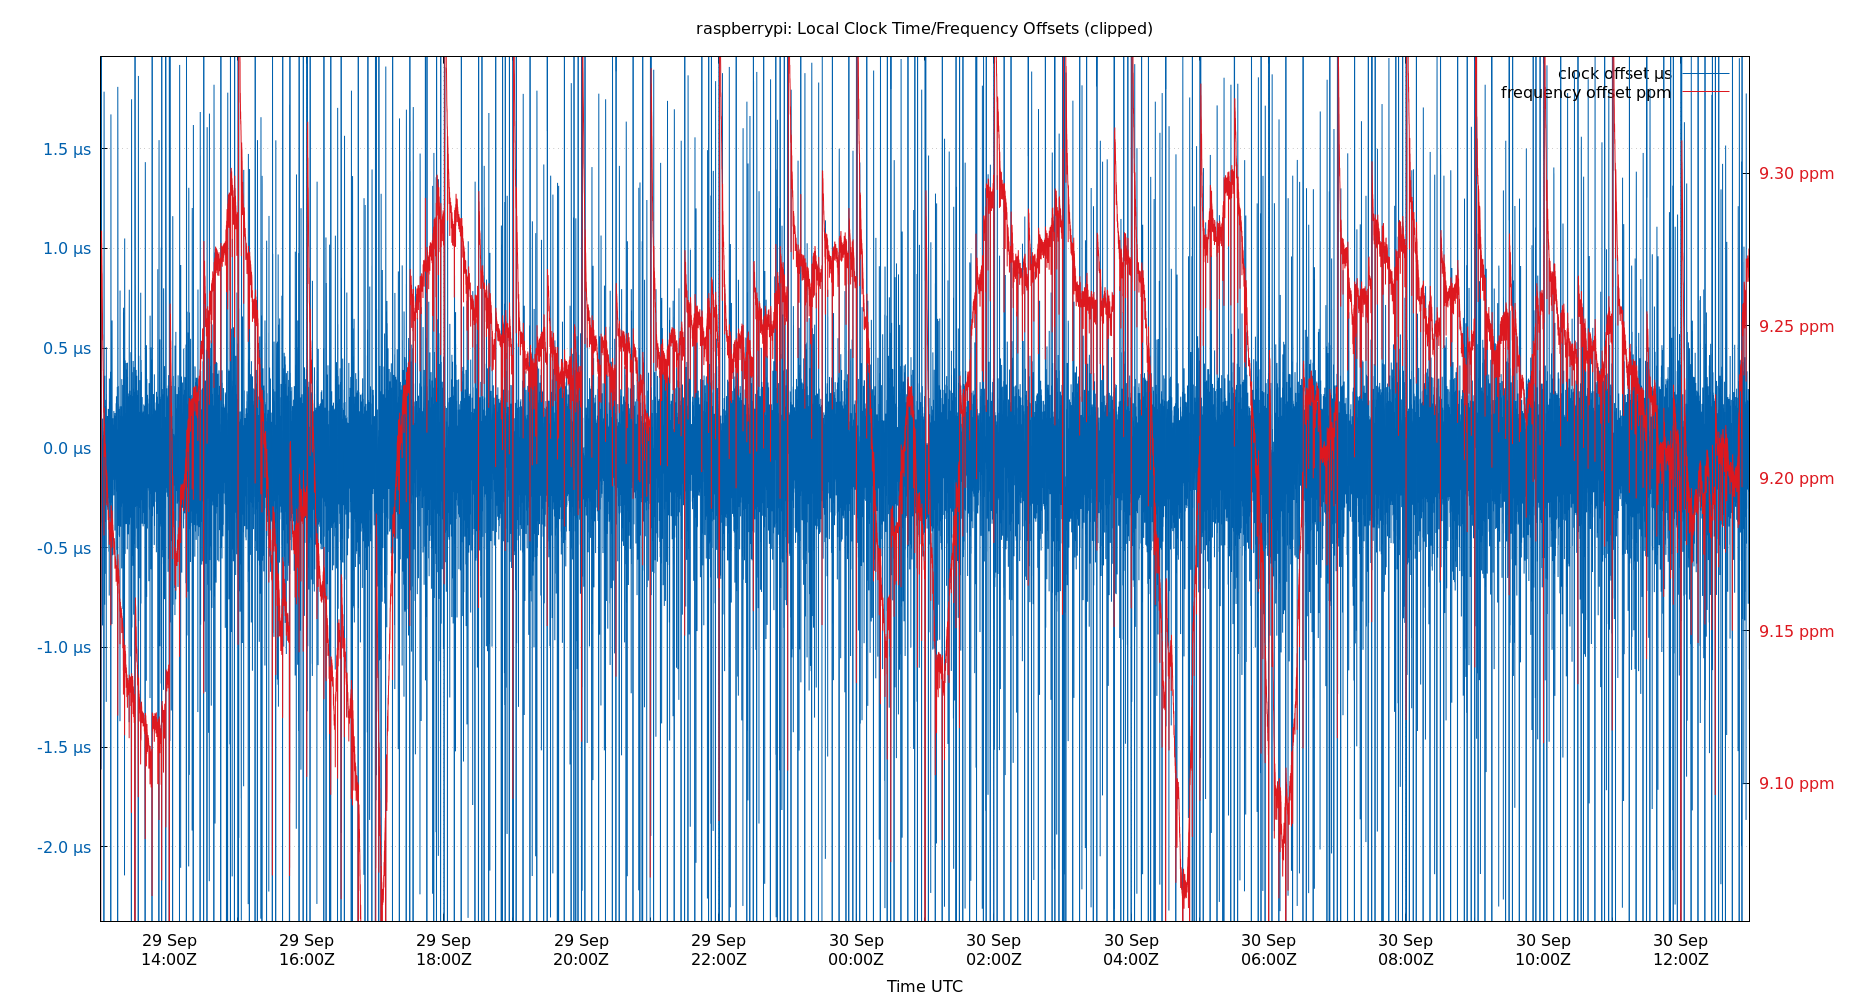 raspberrypi: Local Clock Time/Frequency Offsets (clipped)
clock offset µs
frequency offset ppm
1.5 µs
1.0 µs
0.5 µs
0.0 µs
-0.5 µs
-1.0 µs
-1.5 µs
-2.0 µs
9.30 ppm
9.25 ppm
9.20 ppm
9.15 ppm
9.10 ppm
29 Sep 29 Sep 29 Sep 29 Sep 29 Sep 30 Sep 30 Sep 30 Sep 30 Sep 30 Sep 30 Sep 30 Sep
14:00Z 16:00Z 18:00Z 20:00Z 22:00Z 00:00Z 02:00Z 04:00Z 06:00Z 08:00Z 10:00Z 12:00Z
Time UTC